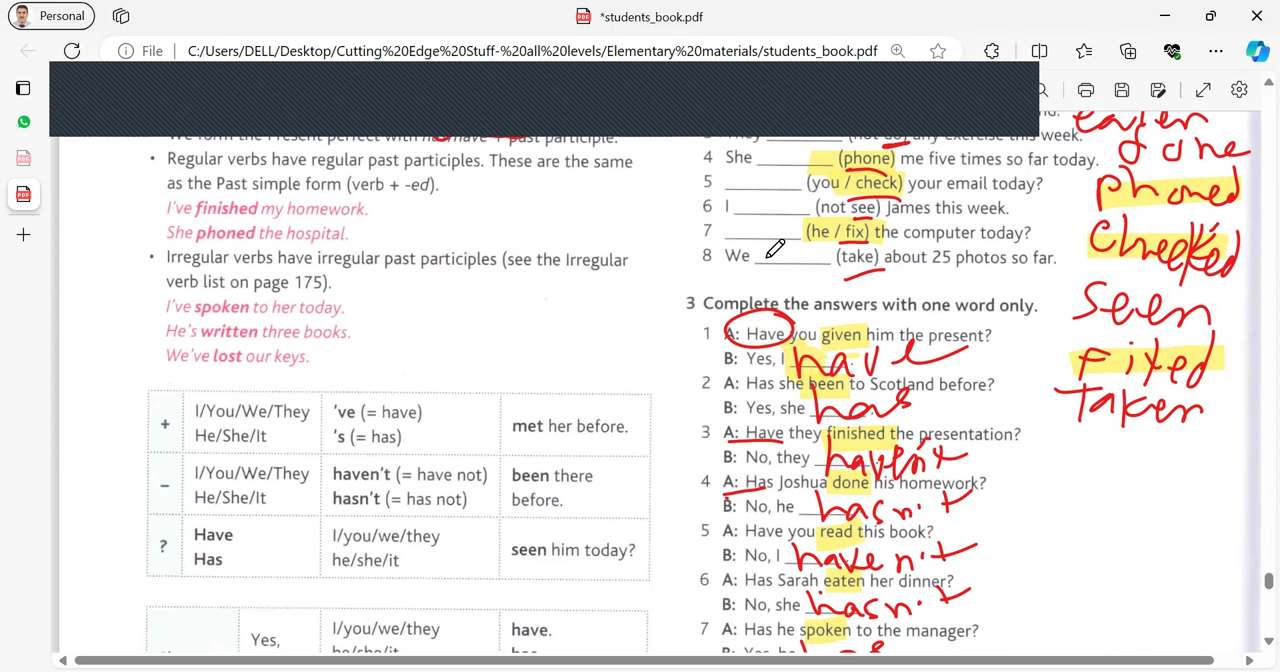 Personal
*students_book.pdf
File
C:/Users/DELL/Desktop/Cutting%20Edge%20Stuff-%20all%20levels/Elementary%20materials/students_book.pdf
past participle.
• Regular verbs have regular past participles. These are the same
as the Past simple form (verb + -ed).
I've finished my homework.
She phoned the hospital.
• Irregular verbs have irregular past participles (see the Irregular
verb list on page 175).
I've spoken to her today.
He's written three books.
We've lost our keys.
+ I/You/We/They 've (= have) met her before.
He/She/It 's (= has)
– I/You/We/They haven't (= have not) been there
He/She/It hasn't (= has not) before.
? Have I/you/we/they seen him today?
Has he/she/it
Yes, I/you/we/they have.
(not do) any exercise this week.
4 She ________ (phone) me five times so far today.
5 ________ (you / check) your email today?
6 I ________ (not see) James this week.
7 ________ (he / fix) the computer today?
8 We ________ (take) about 25 photos so far.
3 Complete the answers with one word only.
1 A: Have you given him the present?
B: Yes, I have.
2 A: Has she been to Scotland before?
B: Yes, she has
3 A: Have they finished the presentation?
B: No, they haven't
4 A: Has Joshua done his homework?
B: No, he hasn't
5 A: Have you read this book?
B: No, I haven't
6 A: Has Sarah eaten her dinner?
B: No, she hasn't
7 A: Has he spoken to the manager?
eaten
done
phoned
checked
seen
fixed
taken